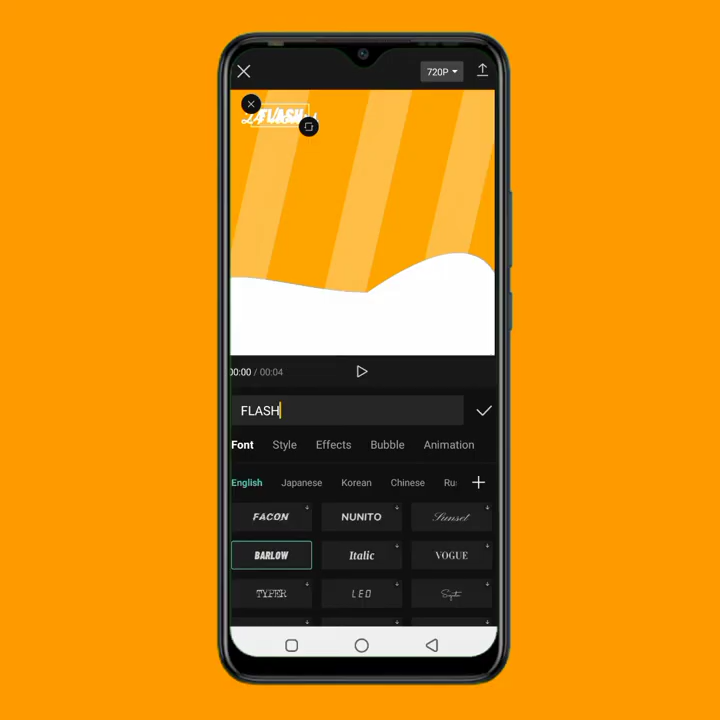 720P
FLASH
00:00 / 00:04
FLASH
Font Style Effects Bubble Animation
English Japanese Korean Chinese Ru
FACON NUNITO Sunset
BARLOW Italic VOGUE
TYPER LED